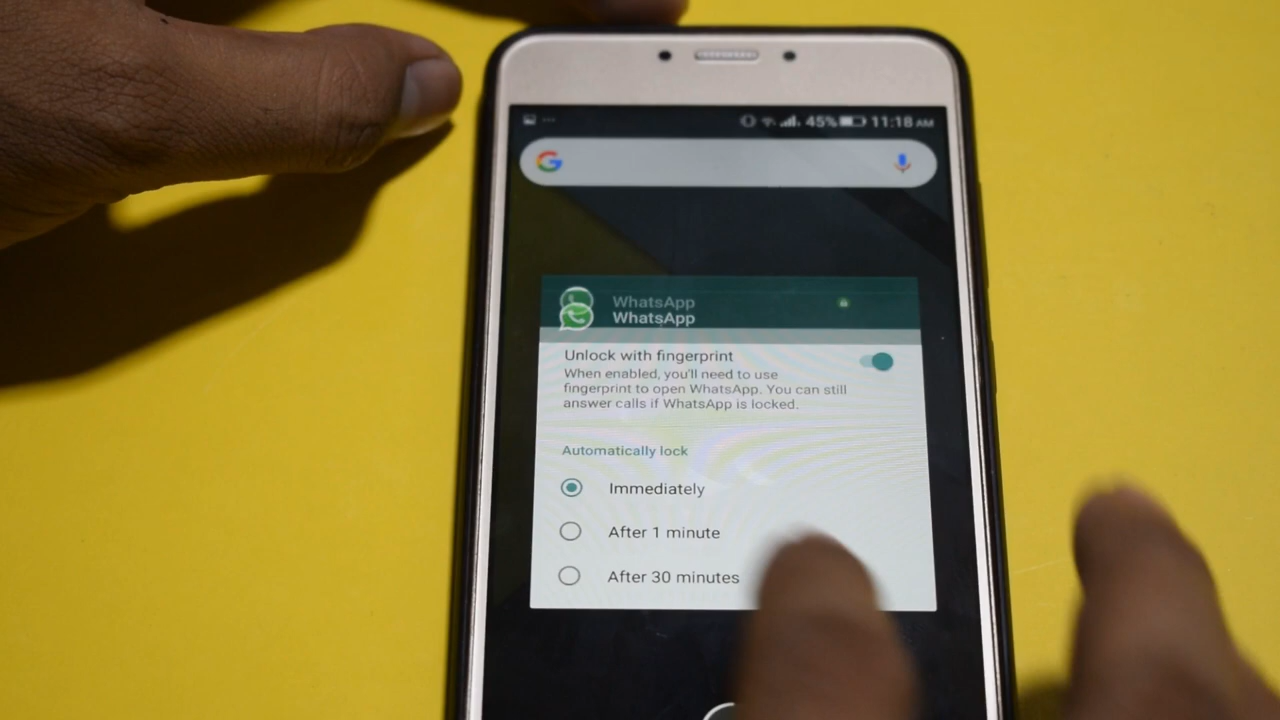 45% 11:18 AM
WhatsApp
WhatsApp
Unlock with fingerprint
When enabled, you'll need to use
fingerprint to open WhatsApp. You can still
answer calls if WhatsApp is locked.
Automatically lock
Immediately
After 1 minute
After 30 minutes